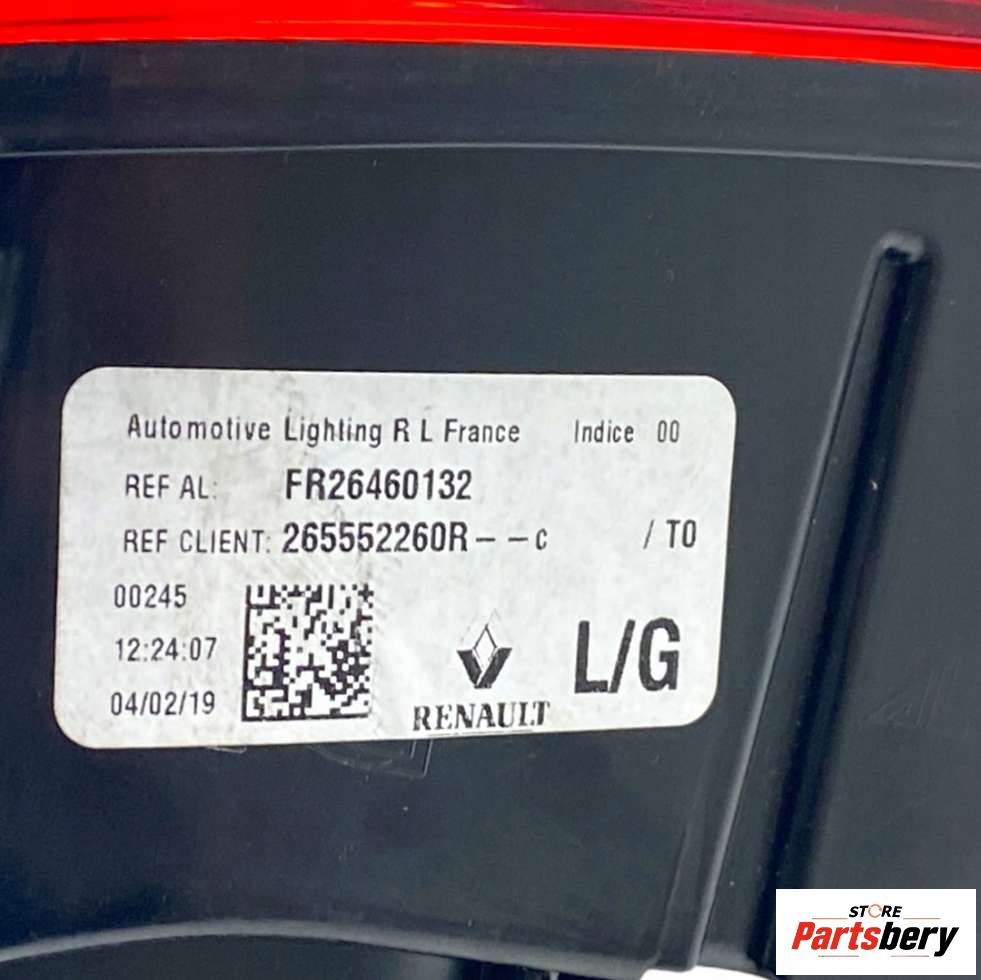 Automotive Lighting R L France Indice 00
REF AL: FR26460132
REF CLIENT: 265552260R--C / T0
00245
12:24:07
04/02/19
RENAULT
L/G
STORE
Partsbery